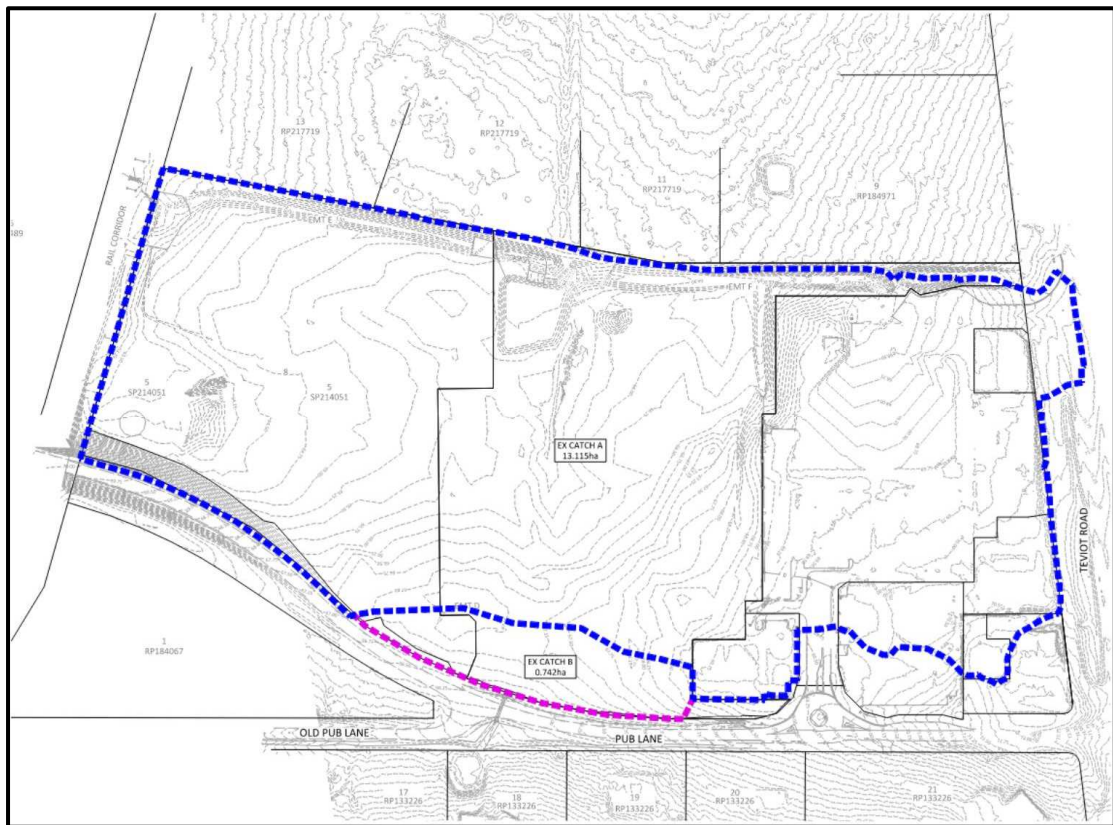 13
RP217719
12
RP217719
11
RP217719
9
RP184971
RAIL CORRIDOR
EMT E
EMT F
5
SP214051
8
5
SP214051
EX CATCH A
13.115ha
7
TEVIOT ROAD
1
RP184067
EX CATCH B
0.742ha
OLD PUB LANE
PUB LANE
17
RP133226
18
RP133226
19
RP133226
20
RP133226
21
RP133226